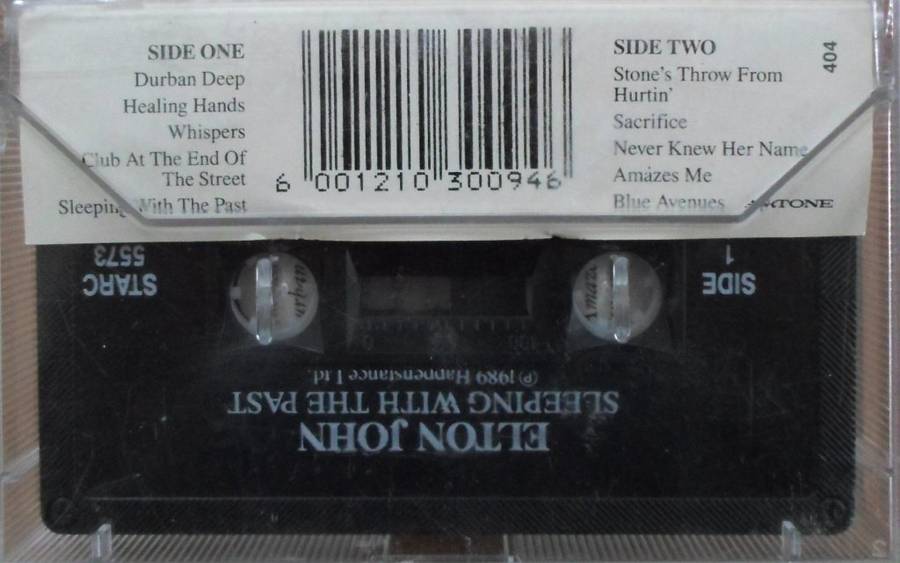 SIDE ONE
Durban Deep
Healing Hands
Whispers
Club At The End Of
The Street
Sleeping With The Past
6 001210 300946
SIDE TWO
Stone's Throw From
Hurtin'
Sacrifice
Never Knew Her Name
Amazes Me
Blue Avenues
404
STARC
5573
SIDE
1
ELTON JOHN
SLEEPING WITH THE PAST
℗1989 Happenstance Ltd.